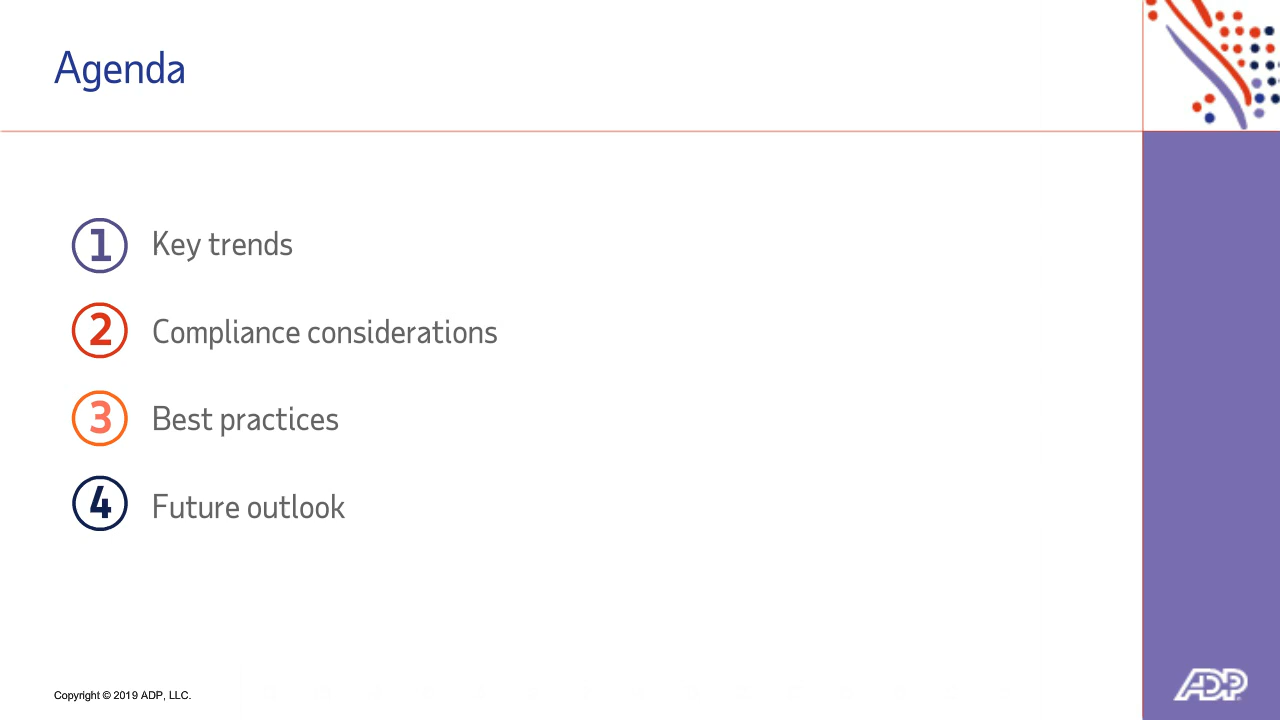 Agenda
1 Key trends
2 Compliance considerations
3 Best practices
4 Future outlook
Copyright © 2019 ADP, LLC.
ADP